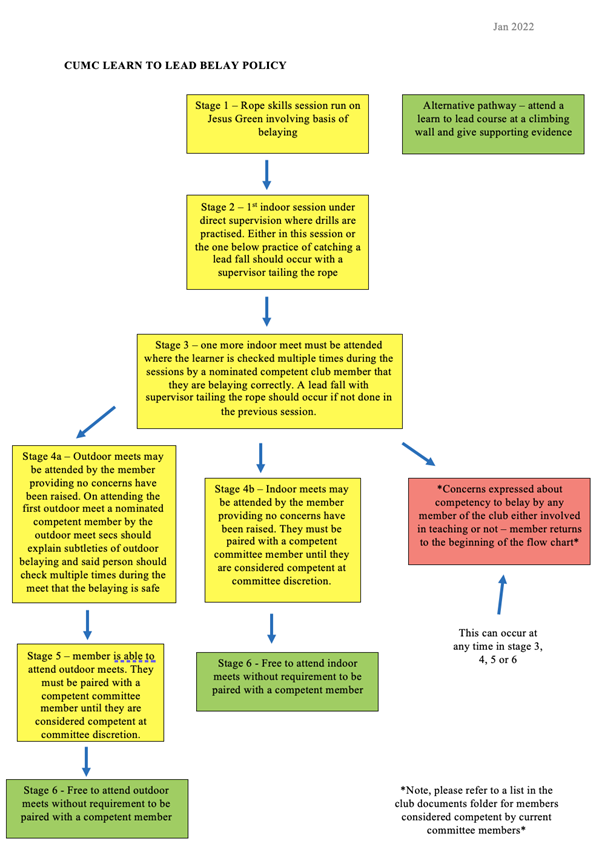 Jan 2022
CUMC LEARN TO LEAD BELAY POLICY
Stage 1 – Rope skills session run on
Jesus Green involving basis of
belaying
Alternative pathway – attend a
learn to lead course at a climbing
wall and give supporting evidence
Stage 2 – 1st indoor session under
direct supervision where drills are
practised. Either in this session or
the one below practice of catching a
lead fall should occur with a
supervisor tailing the rope
Stage 3 – one more indoor meet must be attended
where the learner is checked multiple times during the
sessions by a nominated competent club member that
they are belaying correctly. A lead fall with
supervisor tailing the rope should occur if not done in
the previous session.
Stage 4a – Outdoor meets may
be attended by the member
providing no concerns have
been raised. On attending the
first outdoor meet a nominated
competent member by the
outdoor meet secs should
explain subtleties of outdoor
belaying and said person should
check multiple times during the
meet that the belaying is safe
Stage 4b – Indoor meets may
be attended by the member
providing no concerns have
been raised. They must be
paired with a competent
committee member until they
are considered competent at
committee discretion.
*Concerns expressed about
competency to belay by any
member of the club either involved
in teaching or not – member returns
to the beginning of the flow chart*
This can occur at
any time in stage 3,
4, 5 or 6
Stage 5 – member is able to
attend outdoor meets. They
must be paired with a
competent committee
member until they are
considered competent at
committee discretion.
Stage 6 - Free to attend indoor
meets without requirement to be
paired with a competent member
Stage 6 - Free to attend outdoor
meets without requirement to be
paired with a competent member
*Note, please refer to a list in the
club documents folder for members
considered competent by current
committee members*